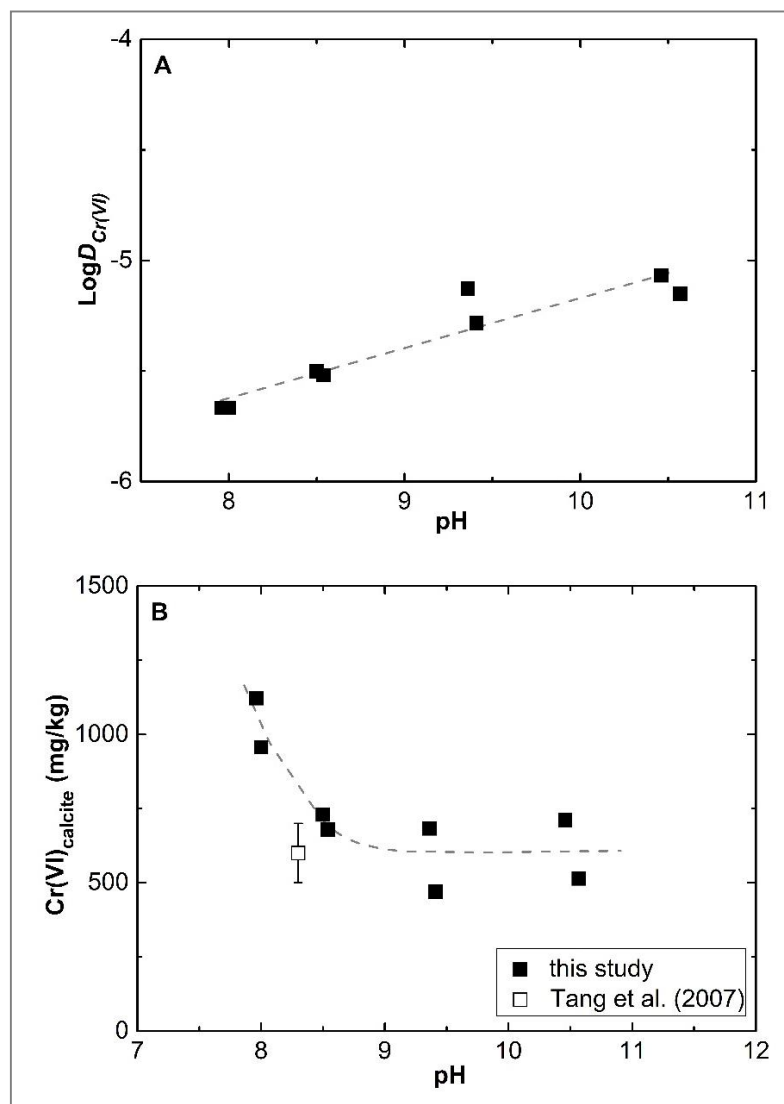 A
-4
-5
-6
LogD_Cr(VI)
8
9
10
11
pH
B
1500
1000
500
0
Cr(VI)_calcite (mg/kg)
this study
Tang et al. (2007)
7
8
9
10
11
12
pH